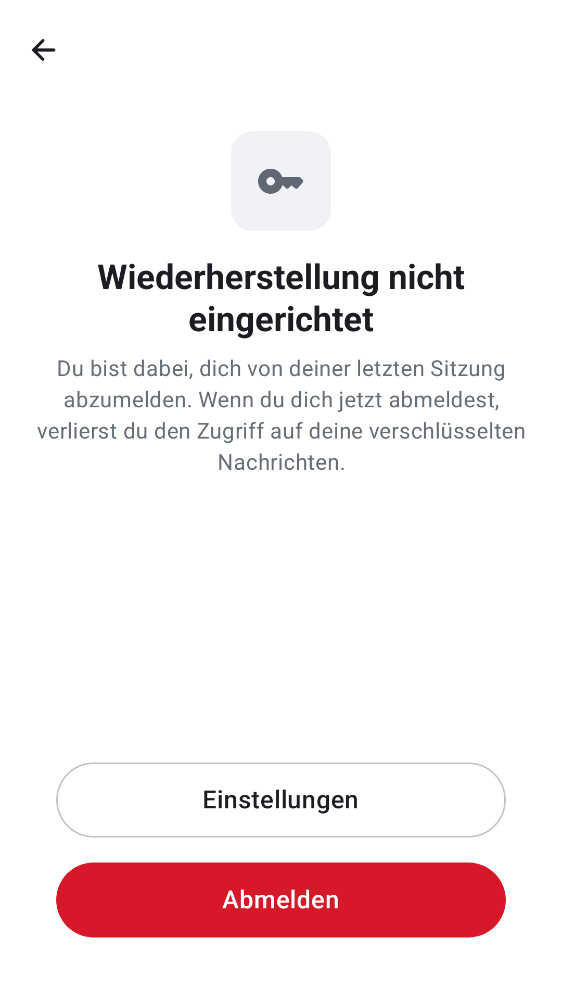 Wiederherstellung nicht
eingerichtet
Du bist dabei, dich von deiner letzten Sitzung
abzumelden. Wenn du dich jetzt abmeldest,
verlierst du den Zugriff auf deine verschlüsselten
Nachrichten.
Einstellungen
Abmelden